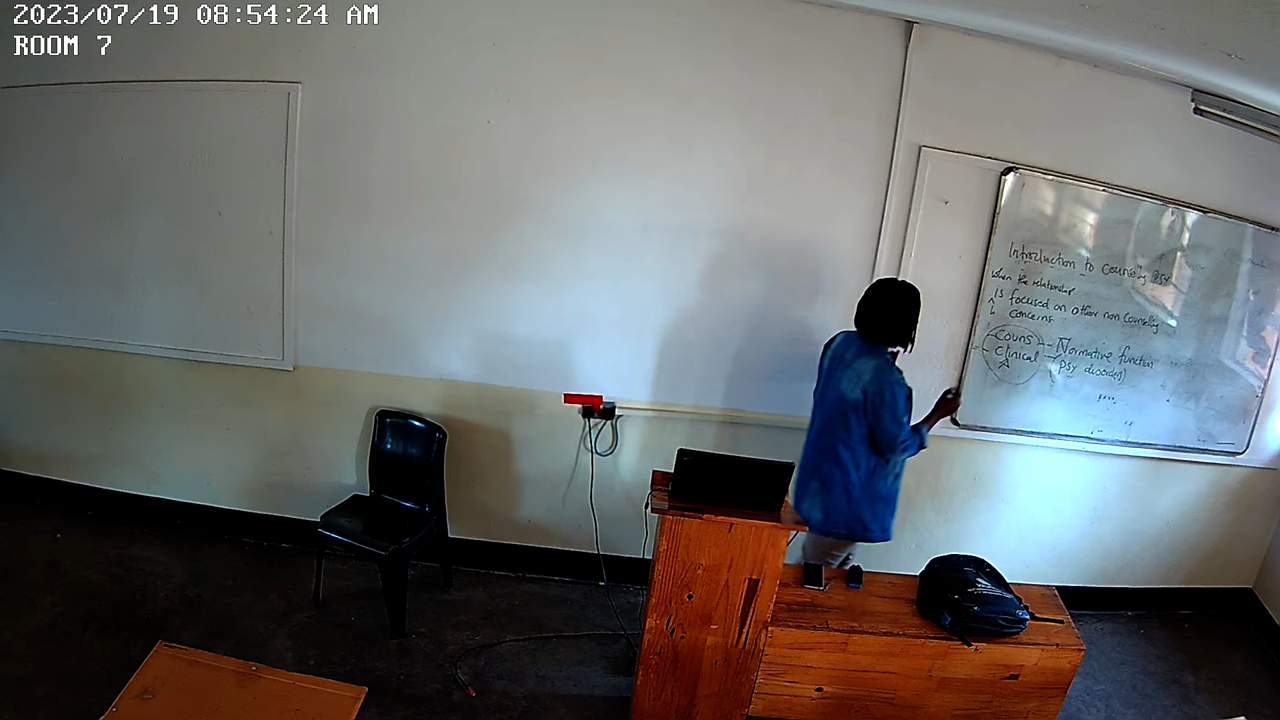 2023/07/19 08:54:24 AM
ROOM 7
Introduction to Counselling Psy
when the relationship
is focused on other non Counseling
concerns
Couns — Normative function
Clinical (psy disorders)